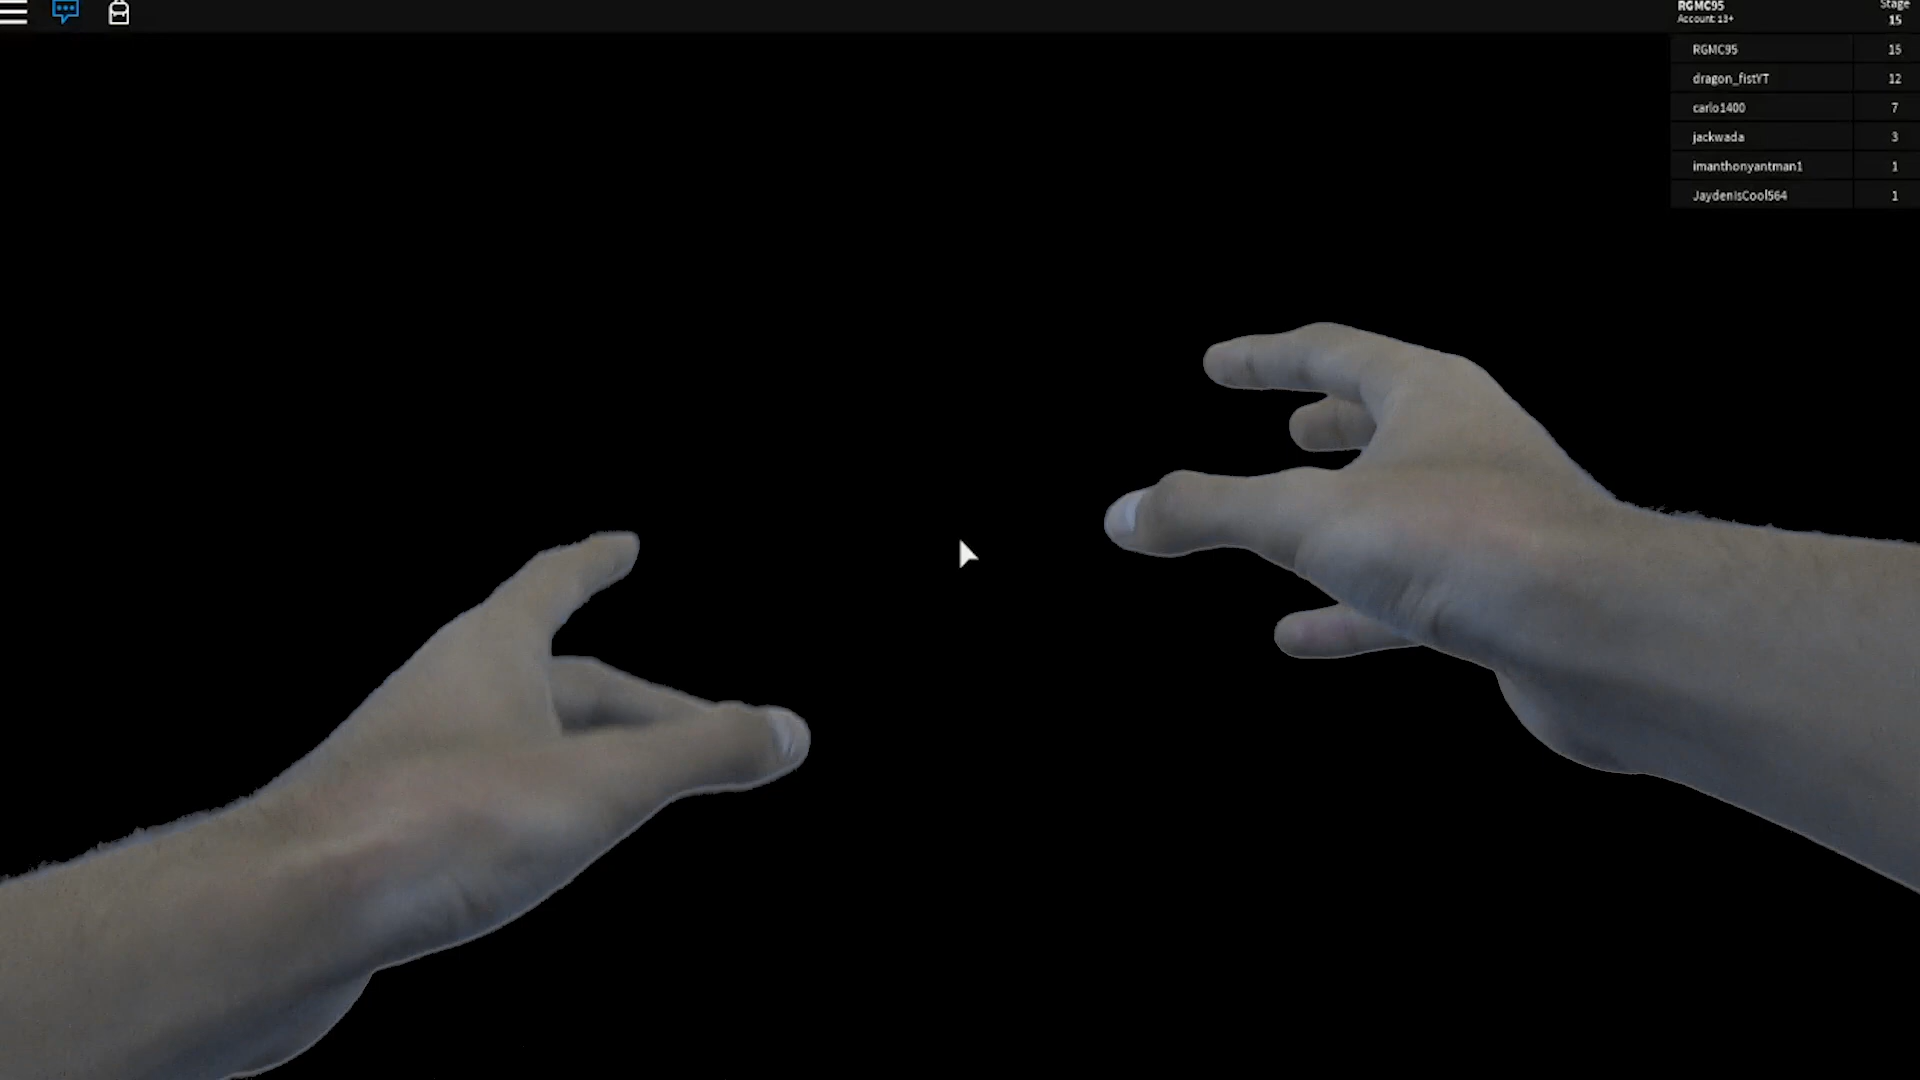 RGMC95
Account: 13+
Stage
15
RGMC95 15
dragon_fistYT 12
carlo1400 7
jackwada 3
imanthonyantman1 1
JaydenIsCool564 1